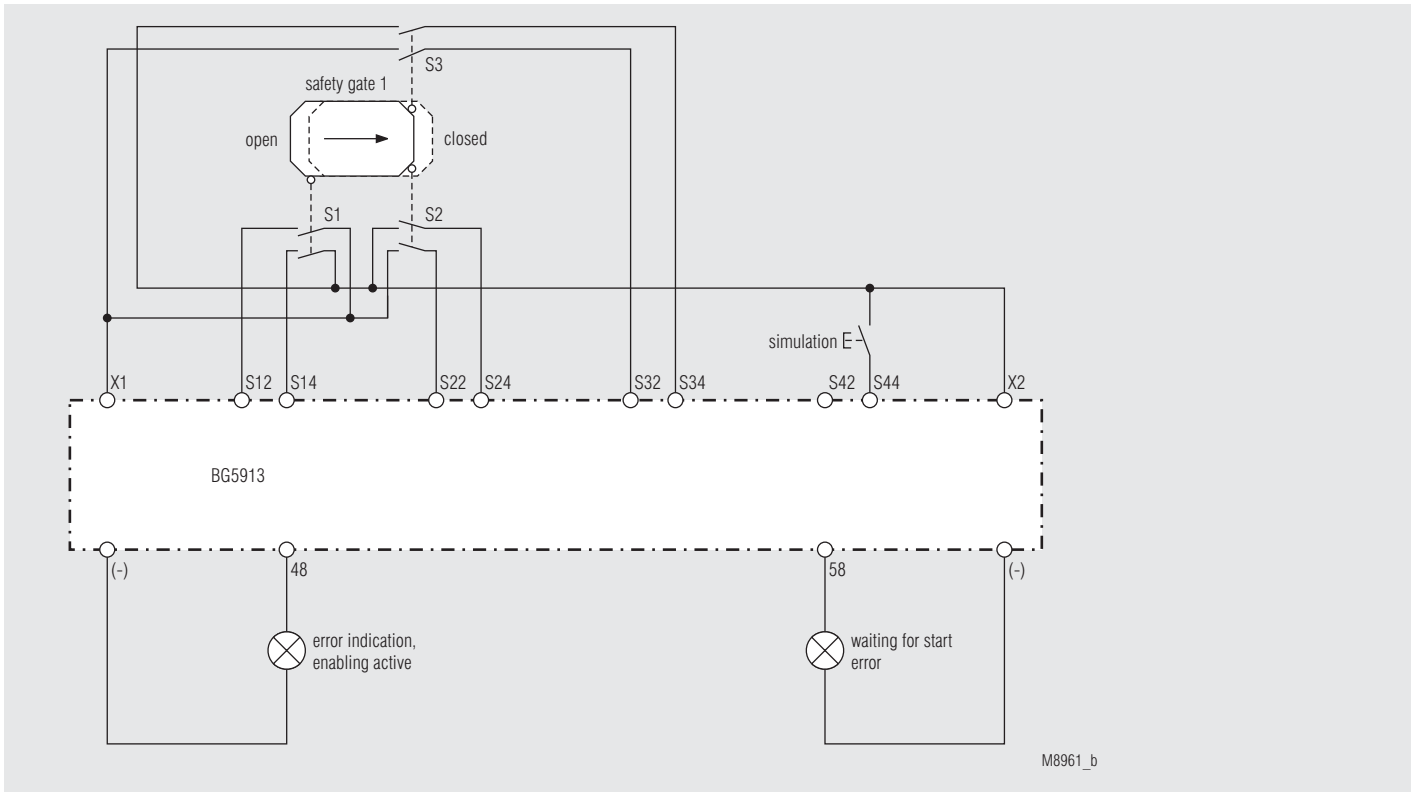 S3
safety gate 1
open
closed
S1
S2
simulation
X1
S12
S14
S22
S24
S32
S34
S42
S44
X2
BG5913
(-)
48
58
(-)
error indication,
enabling active
waiting for start
error
M8961_b